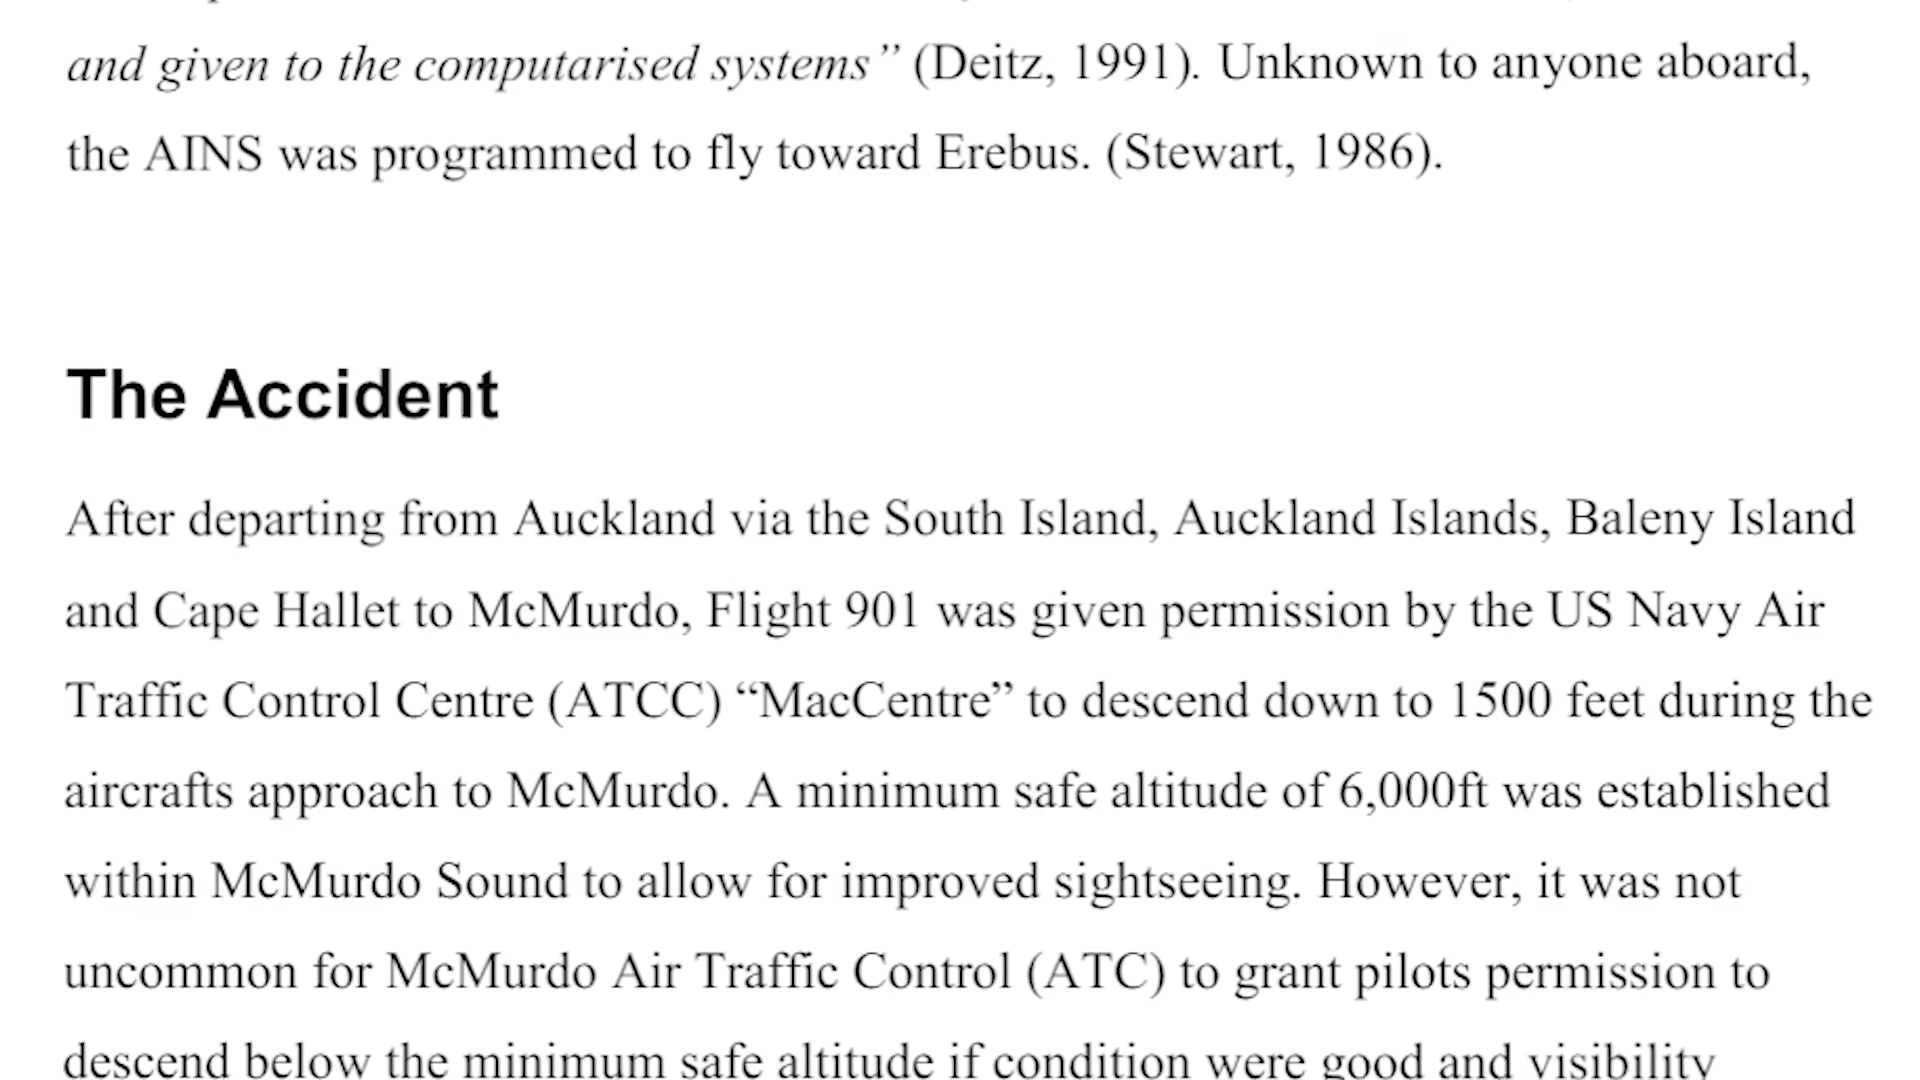 and given to the computarised systems” (Deitz, 1991). Unknown to anyone aboard,
the AINS was programmed to fly toward Erebus. (Stewart, 1986).
The Accident
After departing from Auckland via the South Island, Auckland Islands, Baleny Island
and Cape Hallet to McMurdo, Flight 901 was given permission by the US Navy Air
Traffic Control Centre (ATCC) “MacCentre” to descend down to 1500 feet during the
aircrafts approach to McMurdo. A minimum safe altitude of 6,000ft was established
within McMurdo Sound to allow for improved sightseeing. However, it was not
uncommon for McMurdo Air Traffic Control (ATC) to grant pilots permission to
descend below the minimum safe altitude if condition were good and visibility